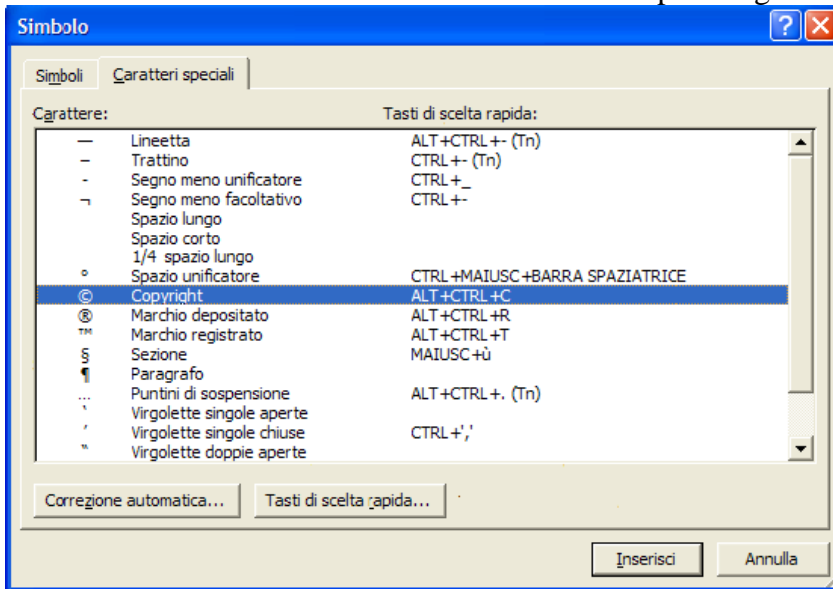 Simbolo
Simboli Caratteri speciali
Carattere: Tasti di scelta rapida:
— Lineetta ALT+CTRL+- (Tn)
– Trattino CTRL+- (Tn)
- Segno meno unificatore CTRL+_
¬ Segno meno facoltativo CTRL+-
Spazio lungo
Spazio corto
1/4 spazio lungo
° Spazio unificatore CTRL+MAIUSC+BARRA SPAZIATRICE
© Copyright ALT+CTRL+C
® Marchio depositato ALT+CTRL+R
™ Marchio registrato ALT+CTRL+T
§ Sezione MAIUSC+ù
¶ Paragrafo
... Puntini di sospensione ALT+CTRL+. (Tn)
‘ Virgolette singole aperte
’ Virgolette singole chiuse CTRL+','
“ Virgolette doppie aperte
Correzione automatica... Tasti di scelta rapida...
Inserisci Annulla